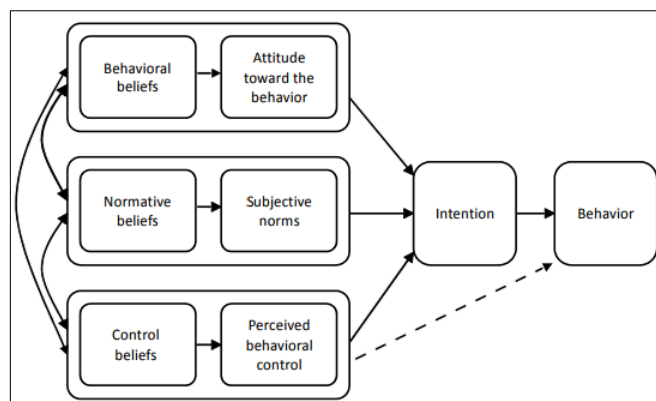 Behavioral
beliefs
Attitude
toward the
behavior
Normative
beliefs
Subjective
norms
Intention
Behavior
Control
beliefs
Perceived
behavioral
control